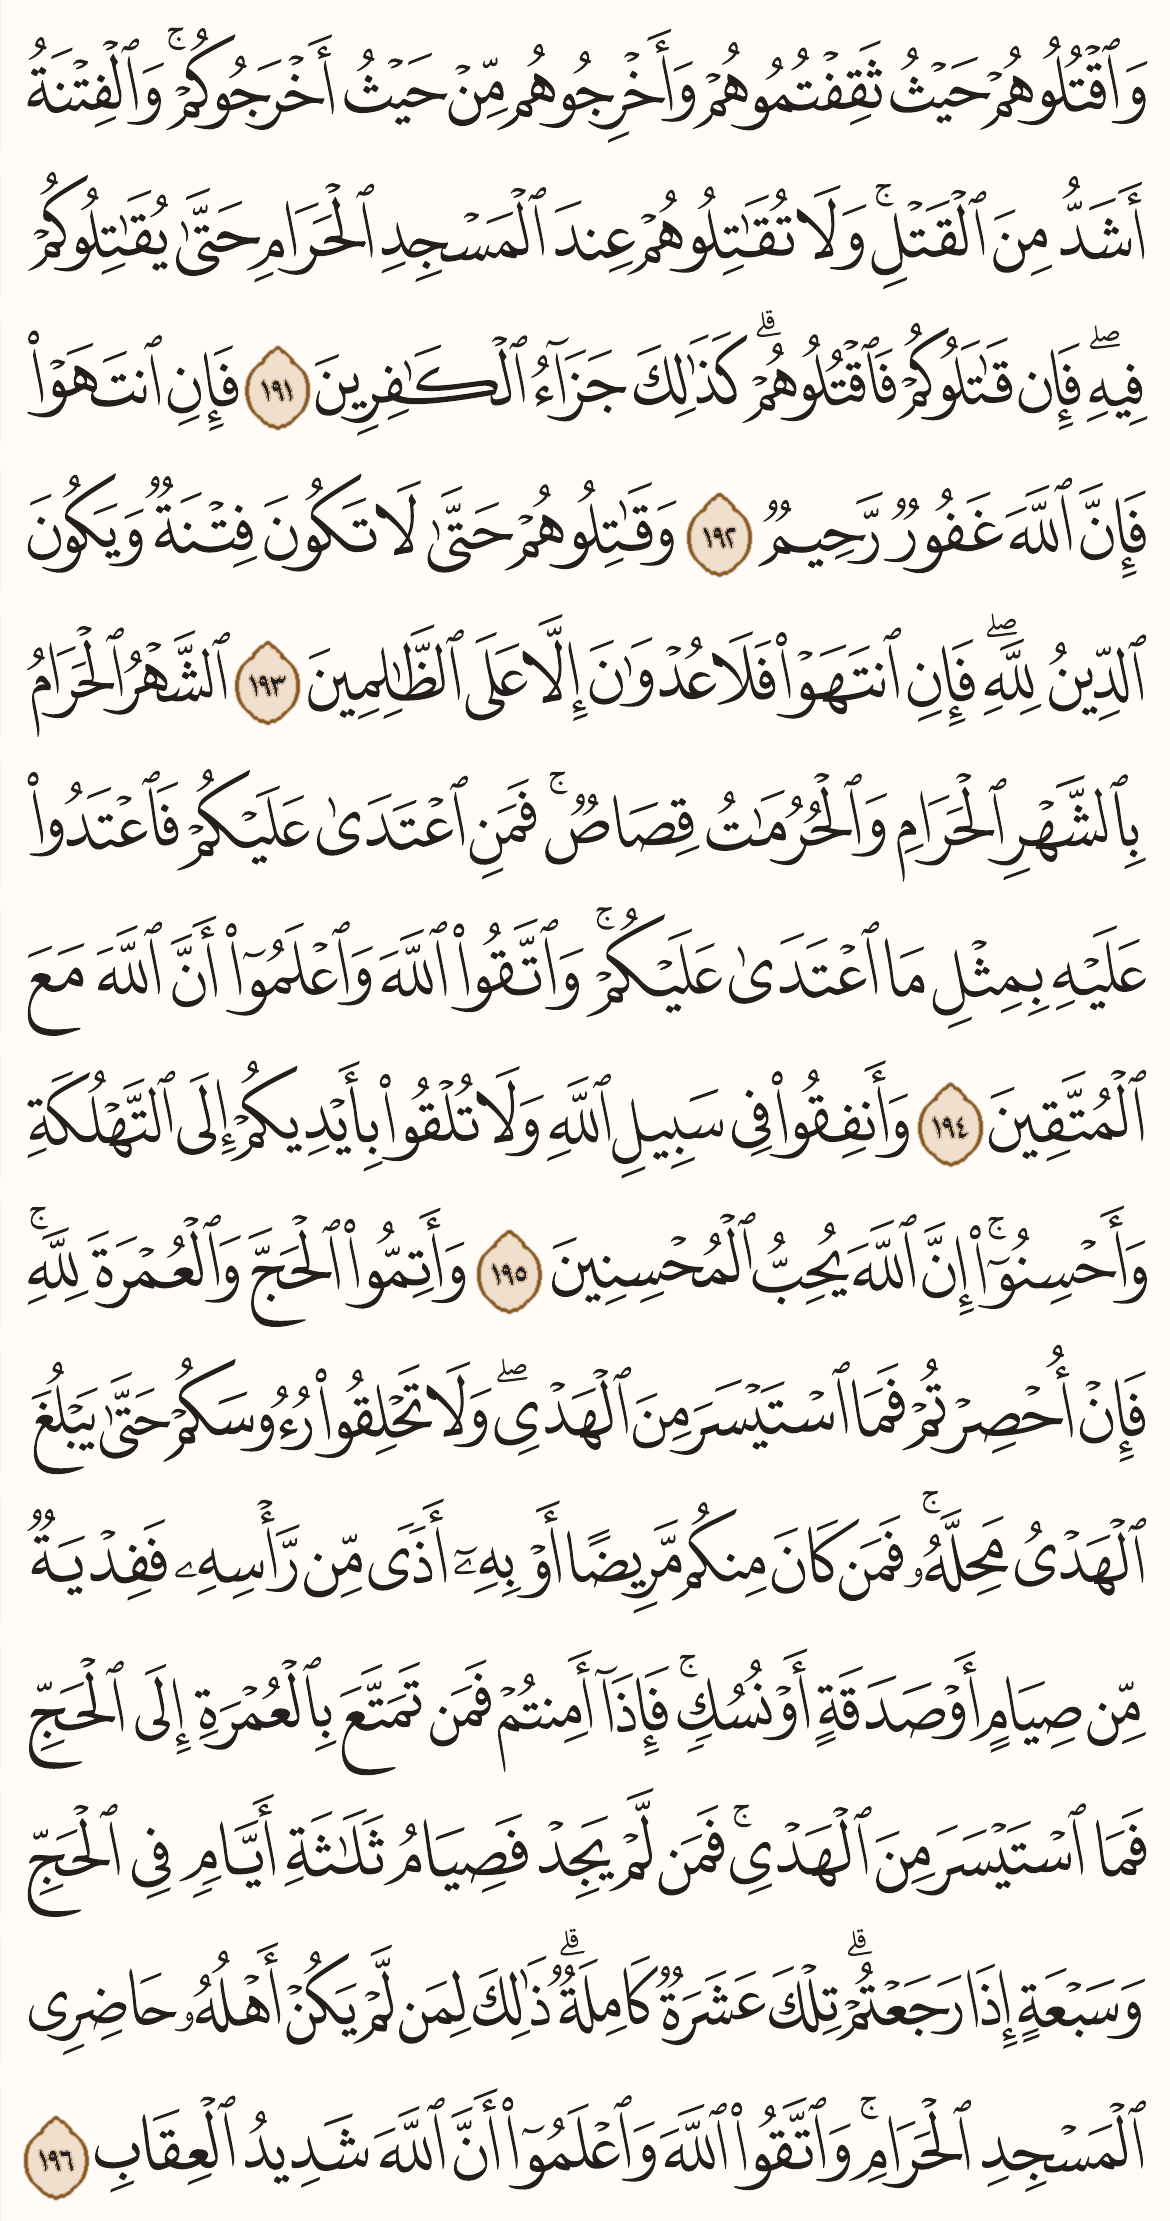 وَٱقۡتُلُوهُمۡ حَيۡثُ ثَقِفۡتُمُوهُمۡ وَأَخۡرِجُوهُم مِّنۡ حَيۡثُ أَخۡرَجُوكُمۡۚ وَٱلۡفِتۡنَةُ
أَشَدُّ مِنَ ٱلۡقَتۡلِۚ وَلَا تُقَٰتِلُوهُمۡ عِندَ ٱلۡمَسۡجِدِ ٱلۡحَرَامِ حَتَّىٰ يُقَٰتِلُوكُمۡ
فِيهِۖ فَإِن قَٰتَلُوكُمۡ فَٱقۡتُلُوهُمۡۗ كَذَٰلِكَ جَزَآءُ ٱلۡكَٰفِرِينَ ١٩١ فَإِنِ ٱنتَهَوۡاْ
فَإِنَّ ٱللَّهَ غَفُورٞ رَّحِيمٞ ١٩٢ وَقَٰتِلُوهُمۡ حَتَّىٰ لَا تَكُونَ فِتۡنَةٞ وَيَكُونَ
ٱلدِّينُ لِلَّهِۖ فَإِنِ ٱنتَهَوۡاْ فَلَا عُدۡوَٰنَ إِلَّا عَلَى ٱلظَّٰلِمِينَ ١٩٣ ٱلشَّهۡرُ ٱلۡحَرَامُ
بِٱلشَّهۡرِ ٱلۡحَرَامِ وَٱلۡحُرُمَٰتُ قِصَاصٞۚ فَمَنِ ٱعۡتَدَىٰ عَلَيۡكُمۡ فَٱعۡتَدُواْ
عَلَيۡهِ بِمِثۡلِ مَا ٱعۡتَدَىٰ عَلَيۡكُمۡۚ وَٱتَّقُواْ ٱللَّهَ وَٱعۡلَمُوٓاْ أَنَّ ٱللَّهَ مَعَ
ٱلۡمُتَّقِينَ ١٩٤ وَأَنفِقُواْ فِي سَبِيلِ ٱللَّهِ وَلَا تُلۡقُواْ بِأَيۡدِيكُمۡ إِلَى ٱلتَّهۡلُكَةِ
وَأَحۡسِنُوٓاْۚ إِنَّ ٱللَّهَ يُحِبُّ ٱلۡمُحۡسِنِينَ ١٩٥ وَأَتِمُّواْ ٱلۡحَجَّ وَٱلۡعُمۡرَةَ لِلَّهِۚ
فَإِنۡ أُحۡصِرۡتُمۡ فَمَا ٱسۡتَيۡسَرَ مِنَ ٱلۡهَدۡيِۖ وَلَا تَحۡلِقُواْ رُءُوسَكُمۡ حَتَّىٰ يَبۡلُغَ
ٱلۡهَدۡيُ مَحِلَّهُۥۚ فَمَن كَانَ مِنكُم مَّرِيضًا أَوۡ بِهِۦٓ أَذٗى مِّن رَّأۡسِهِۦ فَفِدۡيَةٞ
مِّن صِيَامٍ أَوۡ صَدَقَةٍ أَوۡ نُسُكٖۚ فَإِذَآ أَمِنتُمۡ فَمَن تَمَتَّعَ بِٱلۡعُمۡرَةِ إِلَى ٱلۡحَجِّ
فَمَا ٱسۡتَيۡسَرَ مِنَ ٱلۡهَدۡيِۚ فَمَن لَّمۡ يَجِدۡ فَصِيَامُ ثَلَٰثَةِ أَيَّامٖ فِي ٱلۡحَجِّ
وَسَبۡعَةٍ إِذَا رَجَعۡتُمۡۗ تِلۡكَ عَشَرَةٞ كَامِلَةٞۗ ذَٰلِكَ لِمَن لَّمۡ يَكُنۡ أَهۡلُهُۥ حَاضِرِي
ٱلۡمَسۡجِدِ ٱلۡحَرَامِۚ وَٱتَّقُواْ ٱللَّهَ وَٱعۡلَمُوٓاْ أَنَّ ٱللَّهَ شَدِيدُ ٱلۡعِقَابِ ١٩٦